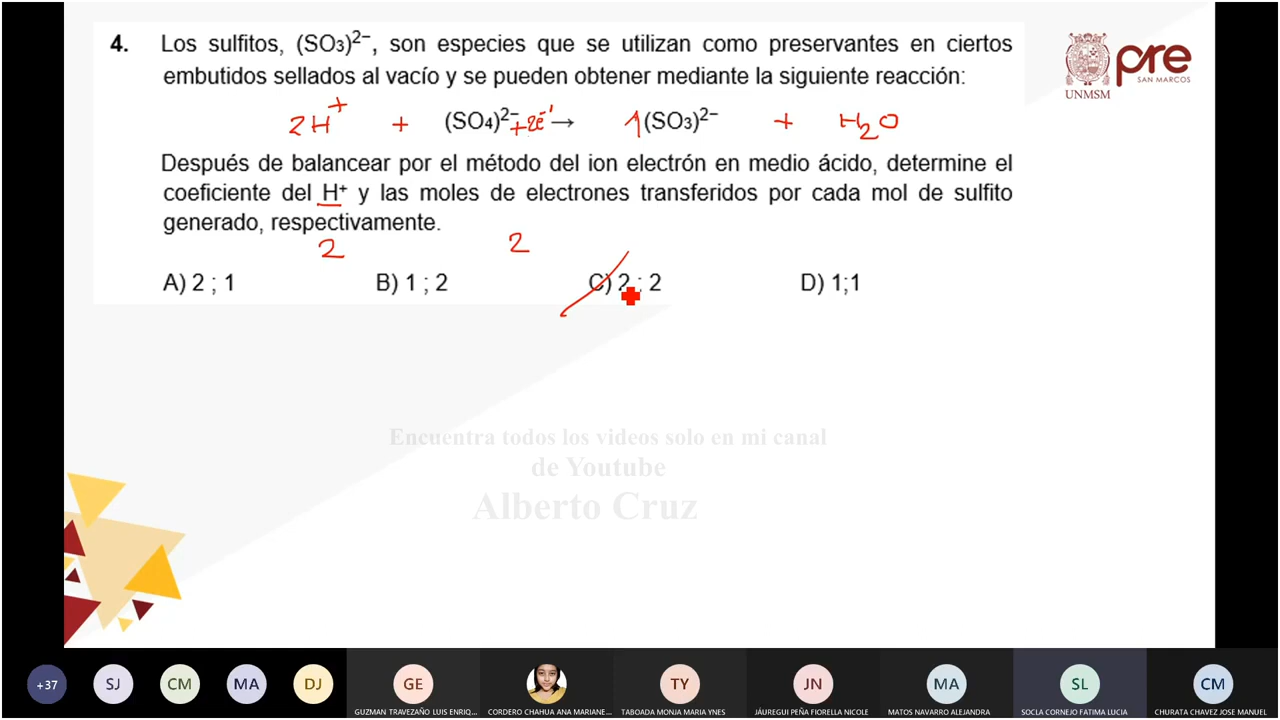 4. Los sulfitos, (SO₃)²⁻, son especies que se utilizan como preservantes en ciertos
embutidos sellados al vacío y se pueden obtener mediante la siguiente reacción:
2H⁺ + (SO₄)²⁻ +2e⁻ → 1(SO₃)²⁻ + H₂O
Después de balancear por el método del ion electrón en medio ácido, determine el
coeficiente del H⁺ y las moles de electrones transferidos por cada mol de sulfito
generado, respectivamente.
2 2
A) 2 ; 1 B) 1 ; 2 C) 2 ; 2 D) 1;1
pre
SAN MARCOS
UNMSM
Encuentra todos los videos solo en mi canal
de Youtube
Alberto Cruz
+37 SJ CM MA DJ GE TY JN MA SL CM
GUZMAN TRAVEZAÑO LUIS ENRIQ... CORDERO CHAHUA ANA MARIANE... TABOADA MONJA MARIA YNES JÁUREGUI PEÑA FIORELLA NICOLE MATOS NAVARRO ALEJANDRA SOCLA CORNEJO FATIMA LUCIA CHURATA CHAVEZ JOSE MANUEL